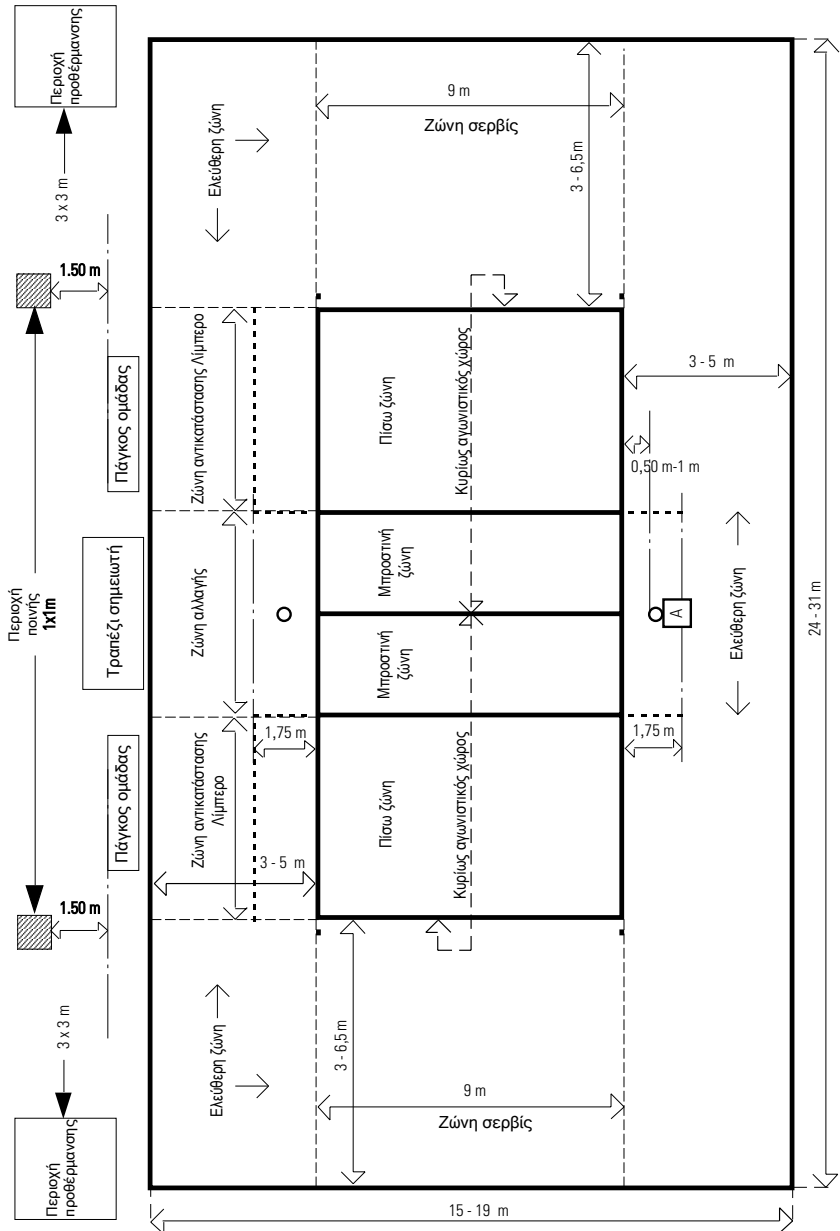 Περιοχή
προθέρμανσης
3 x 3 m
1.50 m
Πάγκος ομάδας
Περιοχή
ποινής
1x1m
Τραπέζι σημειωτή
Πάγκος ομάδας
1.50 m
3 x 3 m
Περιοχή
προθέρμανσης
Ελεύθερη ζώνη
9 m
Ζώνη σερβίς
3 - 6,5m
Ζώνη αντικατάστασης Λίμπερο
Πίσω ζώνη
Κυρίως αγωνιστικός χώρος
3 - 5 m
0,50 m-1 m
Ζώνη αλλαγής
Μπροστινή
ζώνη
Μπροστινή
ζώνη
A
Ελεύθερη ζώνη
24 - 31 m
1,75 m
1,75 m
Ζώνη αντικατάστασης
Λίμπερο
3 - 5 m
Πίσω ζώνη
Κυρίως αγωνιστικός χώρος
Ελεύθερη ζώνη
3 - 6,5m
9 m
Ζώνη σερβίς
15 - 19 m